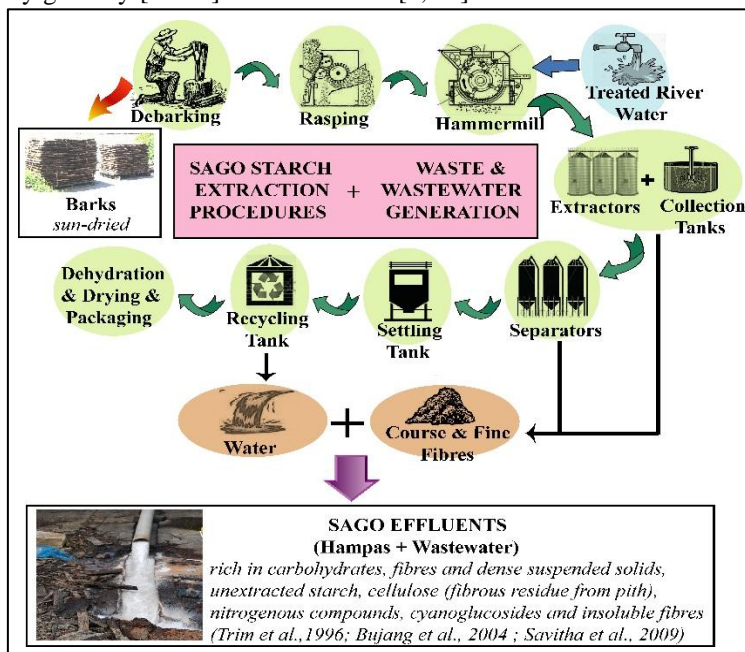 Debarking
Rasping
Hammermill
Treated River
Water
Barks
sun-dried
SAGO STARCH
EXTRACTION
PROCEDURES
+
WASTE &
WASTEWATER
GENERATION
Extractors
+
Collection
Tanks
Dehydration
& Drying &
Packaging
Recycling
Tank
Settling
Tank
Separators
Water
+
Course & Fine
Fibres
SAGO EFFLUENTS
(Hampas + Wastewater)
rich in carbohydrates, fibres and dense suspended solids,
unextracted starch, cellulose (fibrous residue from pith),
nitrogenous compounds, cyanoglucosides and insoluble fibres
(Trim et al.,1996; Bujang et al., 2004 ; Savitha et al., 2009)